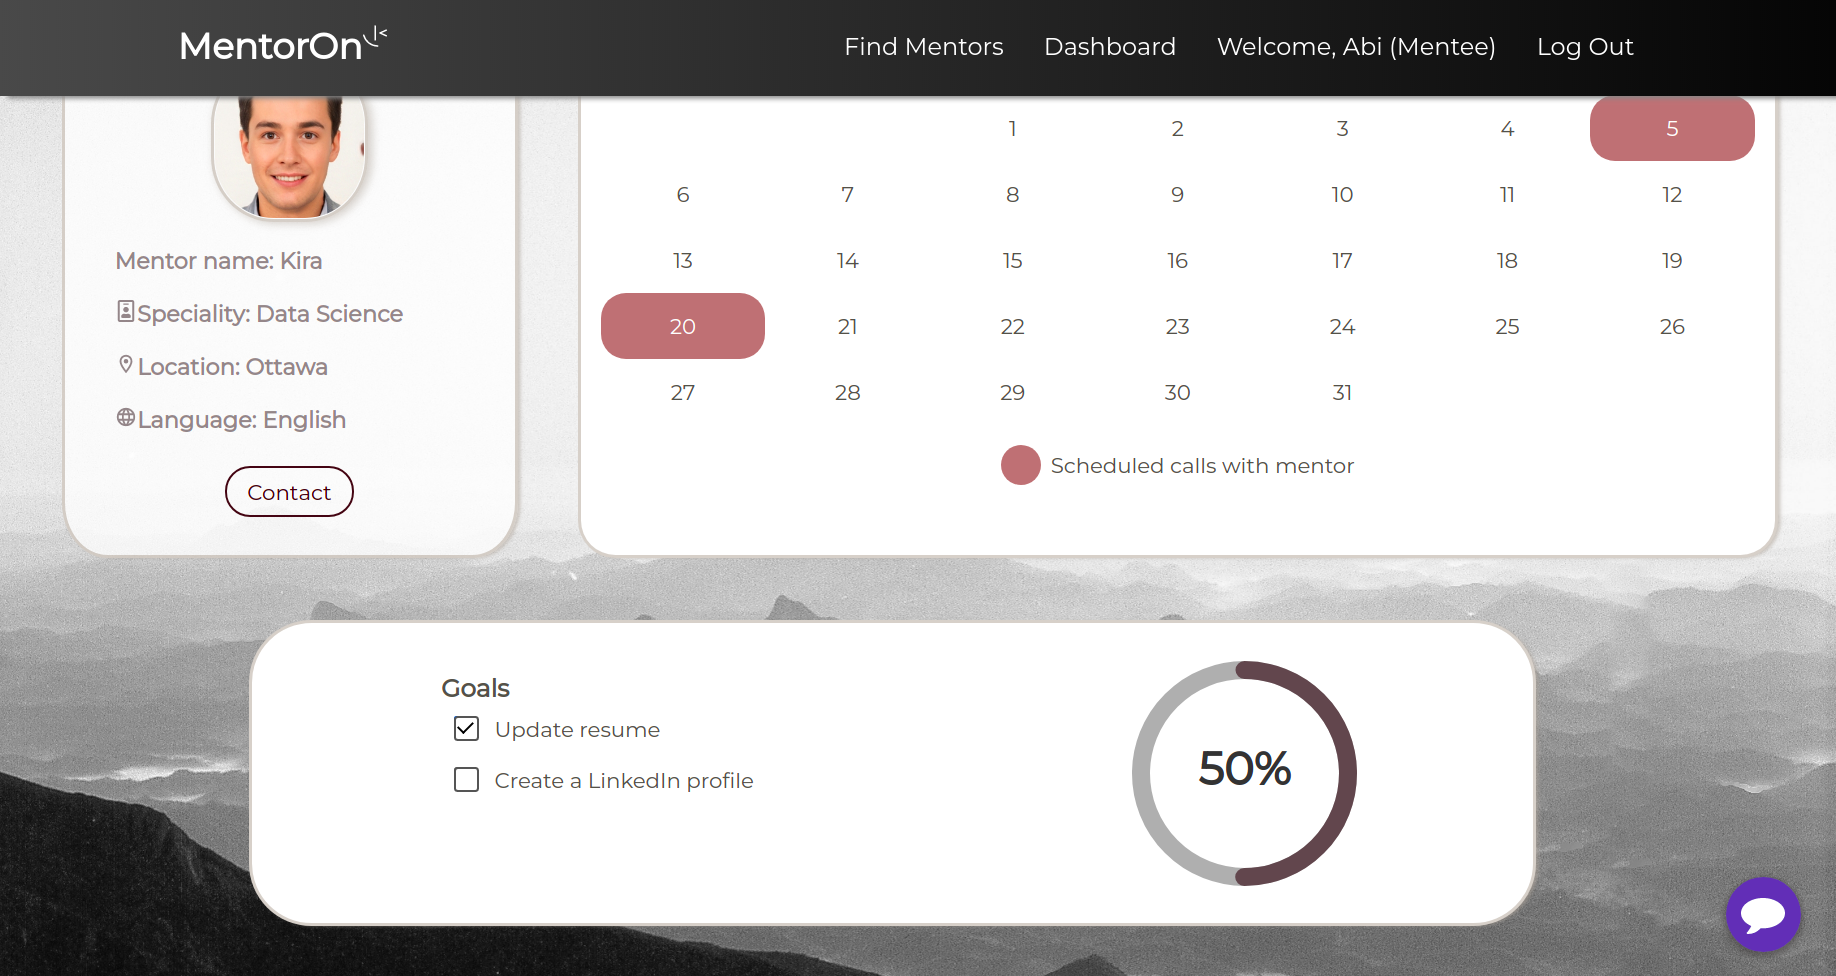 MentorOn
Find Mentors
Dashboard
Welcome, Abi (Mentee)
Log Out
Mentor name: Kira
Speciality: Data Science
Location: Ottawa
Language: English
Contact
1 2 3 4 5
6 7 8 9 10 11 12
13 14 15 16 17 18 19
20 21 22 23 24 25 26
27 28 29 30 31
Scheduled calls with mentor
Goals
Update resume
Create a LinkedIn profile
50%